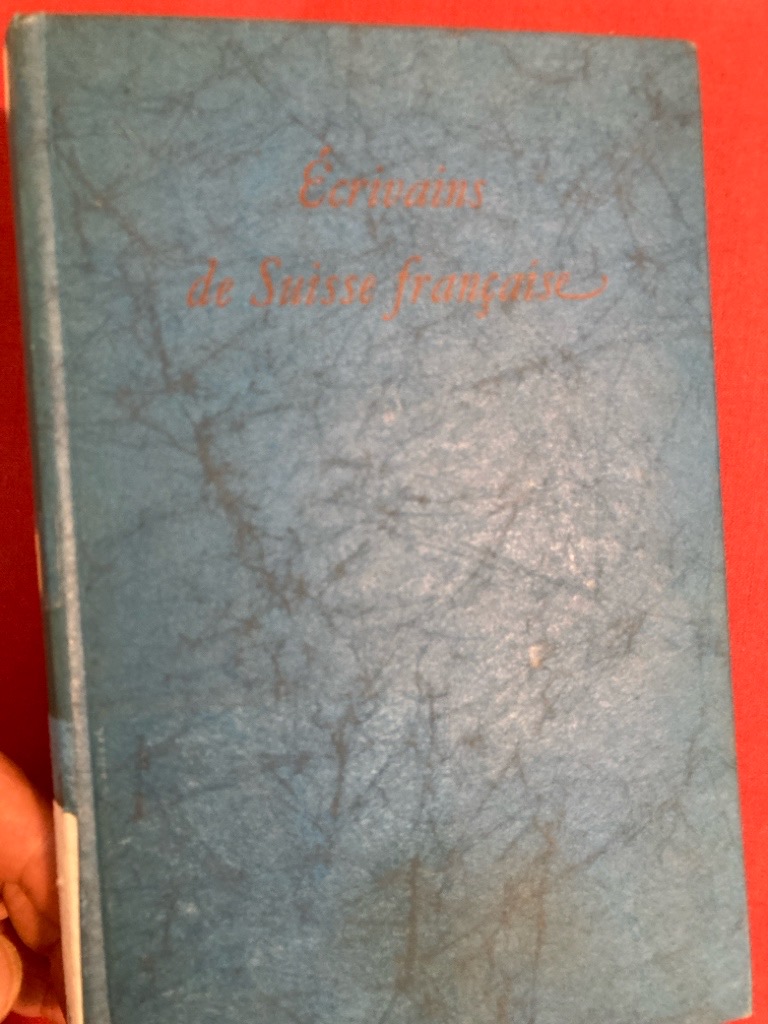 Écrivains
de Suisse française